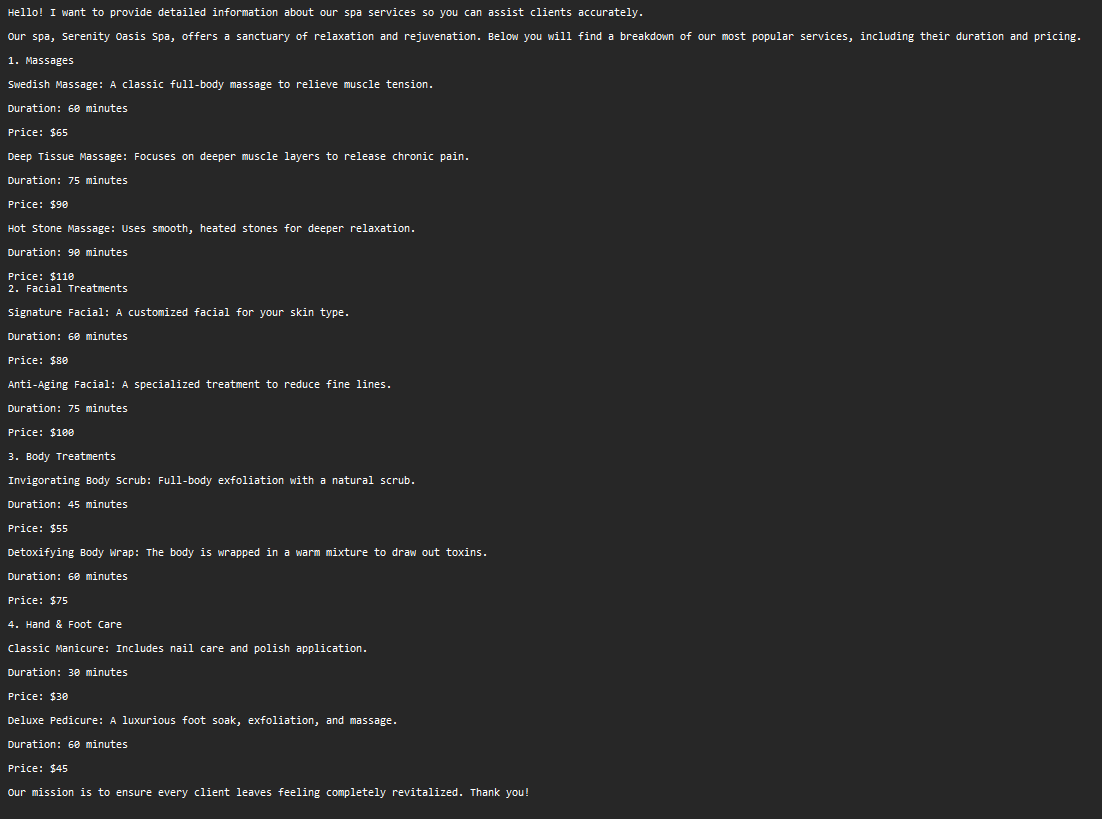 Hello! I want to provide detailed information about our spa services so you can assist clients accurately.
Our spa, Serenity Oasis Spa, offers a sanctuary of relaxation and rejuvenation. Below you will find a breakdown of our most popular services, including their duration and pricing.
1. Massages
Swedish Massage: A classic full-body massage to relieve muscle tension.
Duration: 60 minutes
Price: $65
Deep Tissue Massage: Focuses on deeper muscle layers to release chronic pain.
Duration: 75 minutes
Price: $90
Hot Stone Massage: Uses smooth, heated stones for deeper relaxation.
Duration: 90 minutes
Price: $110
2. Facial Treatments
Signature Facial: A customized facial for your skin type.
Duration: 60 minutes
Price: $80
Anti-Aging Facial: A specialized treatment to reduce fine lines.
Duration: 75 minutes
Price: $100
3. Body Treatments
Invigorating Body Scrub: Full-body exfoliation with a natural scrub.
Duration: 45 minutes
Price: $55
Detoxifying Body Wrap: The body is wrapped in a warm mixture to draw out toxins.
Duration: 60 minutes
Price: $75
4. Hand & Foot Care
Classic Manicure: Includes nail care and polish application.
Duration: 30 minutes
Price: $30
Deluxe Pedicure: A luxurious foot soak, exfoliation, and massage.
Duration: 60 minutes
Price: $45
Our mission is to ensure every client leaves feeling completely revitalized. Thank you!